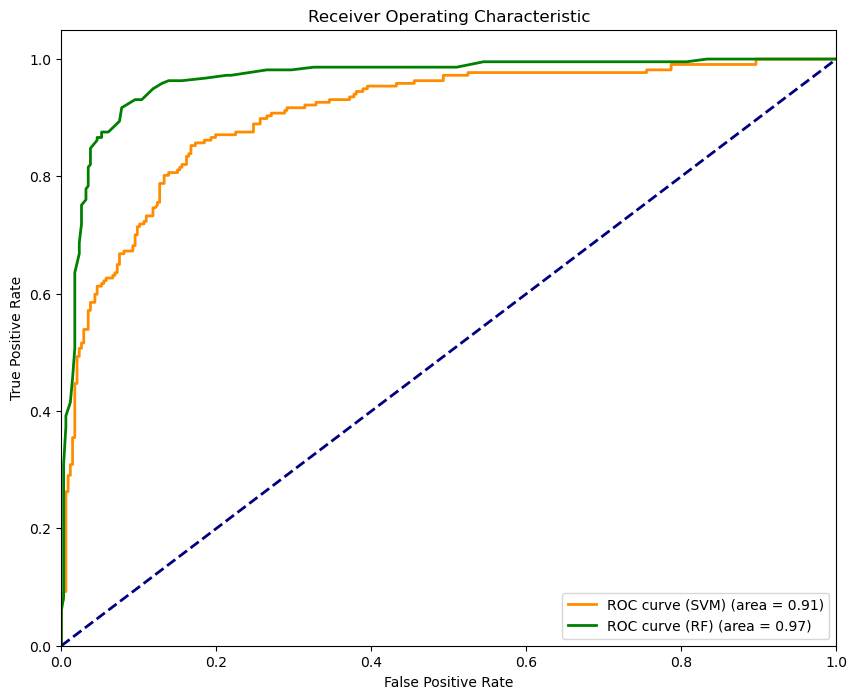 Receiver Operating Characteristic
True Positive Rate
1.0
0.8
0.6
0.4
0.2
0.0
ROC curve (SVM) (area = 0.91)
ROC curve (RF) (area = 0.97)
0.0 0.2 0.4 0.6 0.8 1.0
False Positive Rate